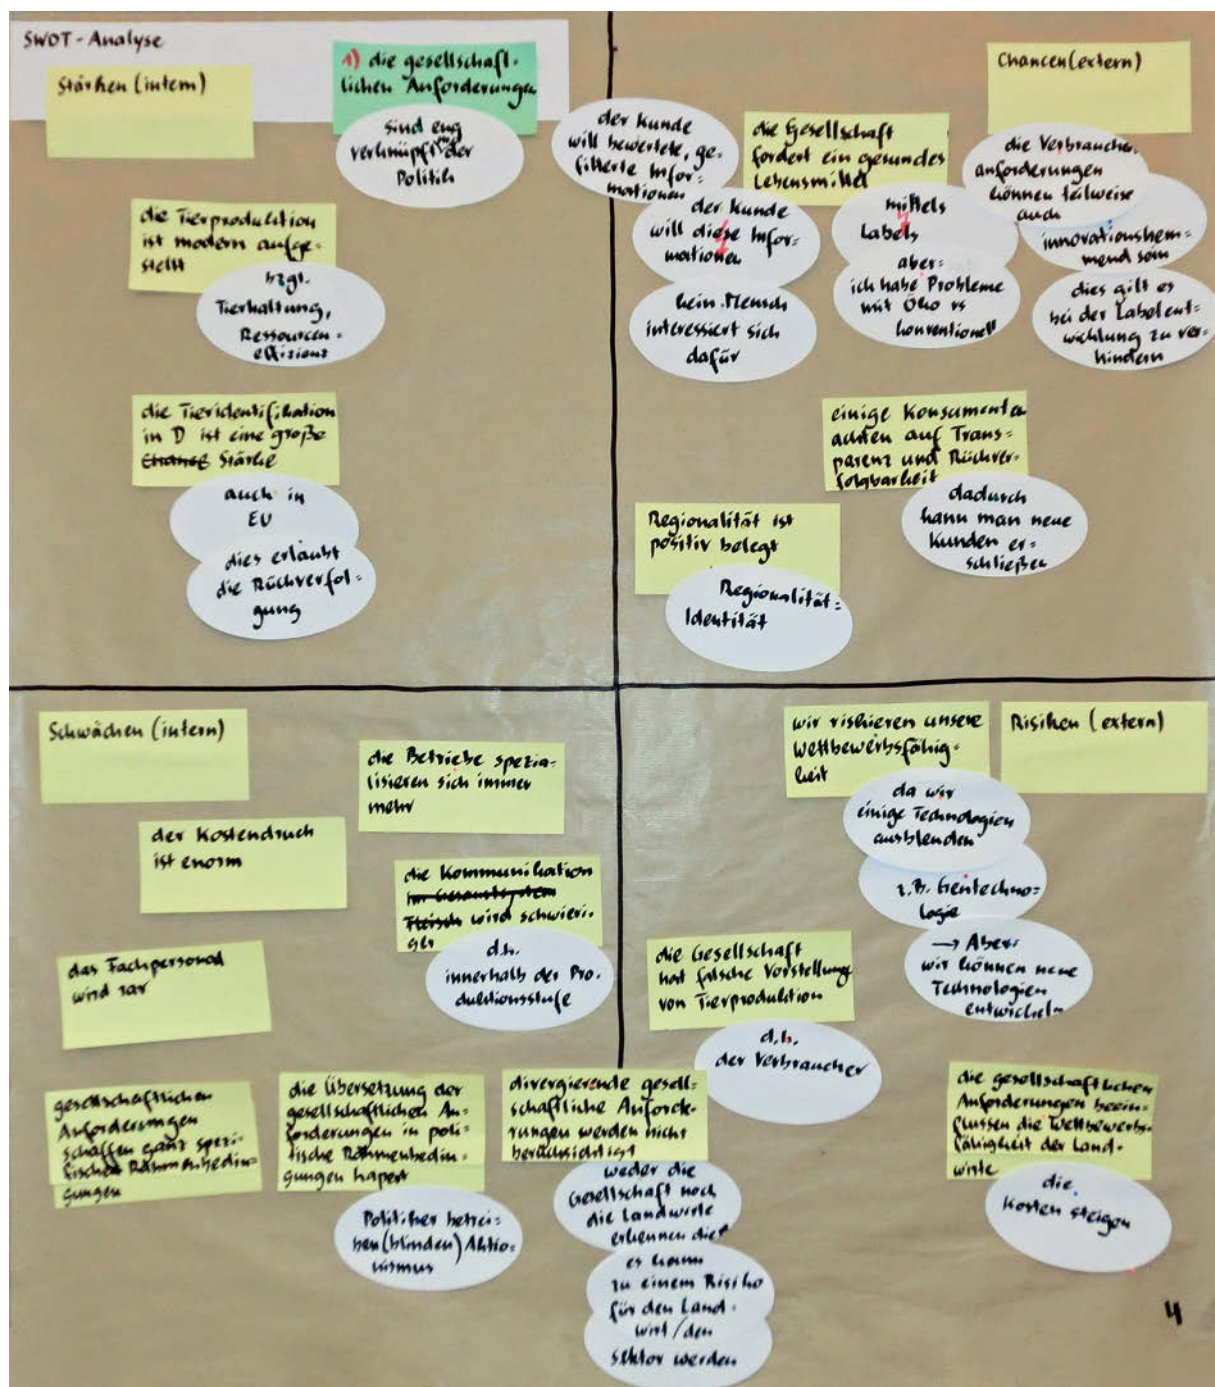 SWOT-Analyse
Stärken (intern)
1) die gesellschaft-
lichen Anforderungen
sind eng
verknüpft mit der
Politik
die Tierproduktion
ist modern aufge-
stellt
bzgl.
Tierhaltung,
Ressourcen-
effizienz
die Tieridentifikation
in D ist eine große
Chance Stärke
auch in
EU
dies erlaubt
die Rückverfol-
gung
Chancen (extern)
der Kunde
will bewertete, ge-
filterte Infor-
mationen
der Kunde
will diese Infor-
mationen
kein Mensch
interessiert sich
dafür
die Gesellschaft
fordert ein gesundes
Lebensmittel
mittels
Labels
aber:
ich habe Probleme
mit Öko vs
konventionell
die Verbraucher-
anforderungen
können teilweise
auch
innovationshem-
mend sein
dies gilt es
bei der Labelent-
wicklung zu ver-
hindern
einige Konsumenten
achten auf Trans-
parenz und Rückver-
folgbarkeit
dadurch
kann man neue
Kunden er-
schließen
Regionalität ist
positiv belegt
Regionalität=
Identität
Schwächen (intern)
die Betriebe spezia-
lisieren sich immer
mehr
der Kostendruck
ist enorm
die Kommunikation
im Gesamtsystem
Fleisch wird schwieri-
ger
d.h.
innerhalb der Pro-
duktionsstufe
das Fachpersonal
wird rar
gesellschaftlichen
Anforderungen
schaffen ganz spezi-
fischen Rahmenbedin-
gungen
die Übersetzung der
gesellschaftlichen An-
forderungen in poli-
tische Rahmenbedin-
gungen hapert
Politiker betrei-
ben (blinden) Aktio-
nismus
divergierende gesell-
schaftliche Anforde-
rungen werden nicht
berücksichtigt
weder die
Gesellschaft noch
die Landwirte
erkennen die
es kann
zu einem Risiko
für den Land-
wirt / den
Sektor werden
Risiken (extern)
wir riskieren unsere
Wettbewerbsfähig-
keit
da wir
einige Technologien
ausblenden
z.B. Gentechno-
logie
→ Aber:
wir können neue
Technologien
entwickeln
die Gesellschaft
hat falsche Vorstellung
von Tierproduktion
d.h.
der Verbraucher
die gesellschaftlichen
Anforderungen beein-
flussen die Wettbewerbs-
fähigkeit der Land-
wirte
die
Kosten steigen
4